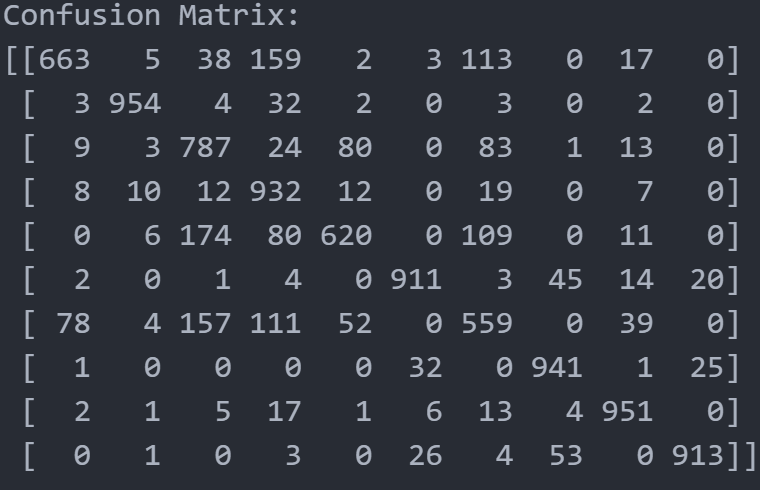 Confusion Matrix:
[[663   5  38 159   2   3 113   0  17   0]
 [  3 954   4  32   2   0   3   0   2   0]
 [  9   3 787  24  80   0  83   1  13   0]
 [  8  10  12 932  12   0  19   0   7   0]
 [  0   6 174  80 620   0 109   0  11   0]
 [  2   0   1   4   0 911   3  45  14  20]
 [ 78   4 157 111  52   0 559   0  39   0]
 [  1   0   0   0   0  32   0 941   1  25]
 [  2   1   5  17   1   6  13   4 951   0]
 [  0   1   0   3   0  26   4  53   0 913]]